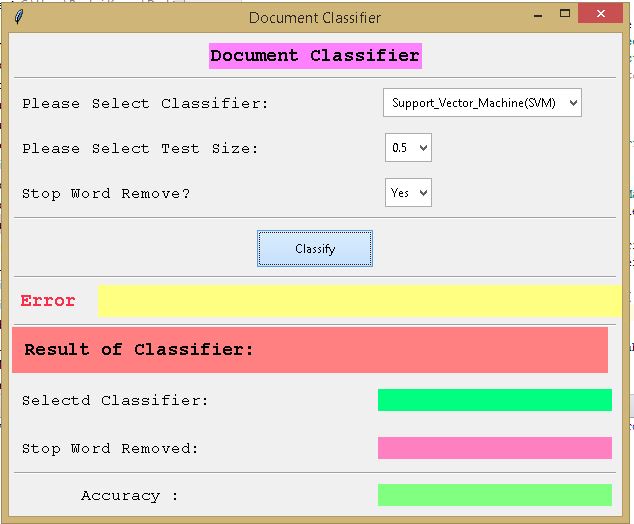 Document Classifier
Document Classifier
Please Select Classifier: Support_Vector_Machine(SVM)
Please Select Test Size: 0.5
Stop Word Remove? Yes
Classify
Error
Result of Classifier:
Selectd Classifier:
Stop Word Removed:
Accuracy :